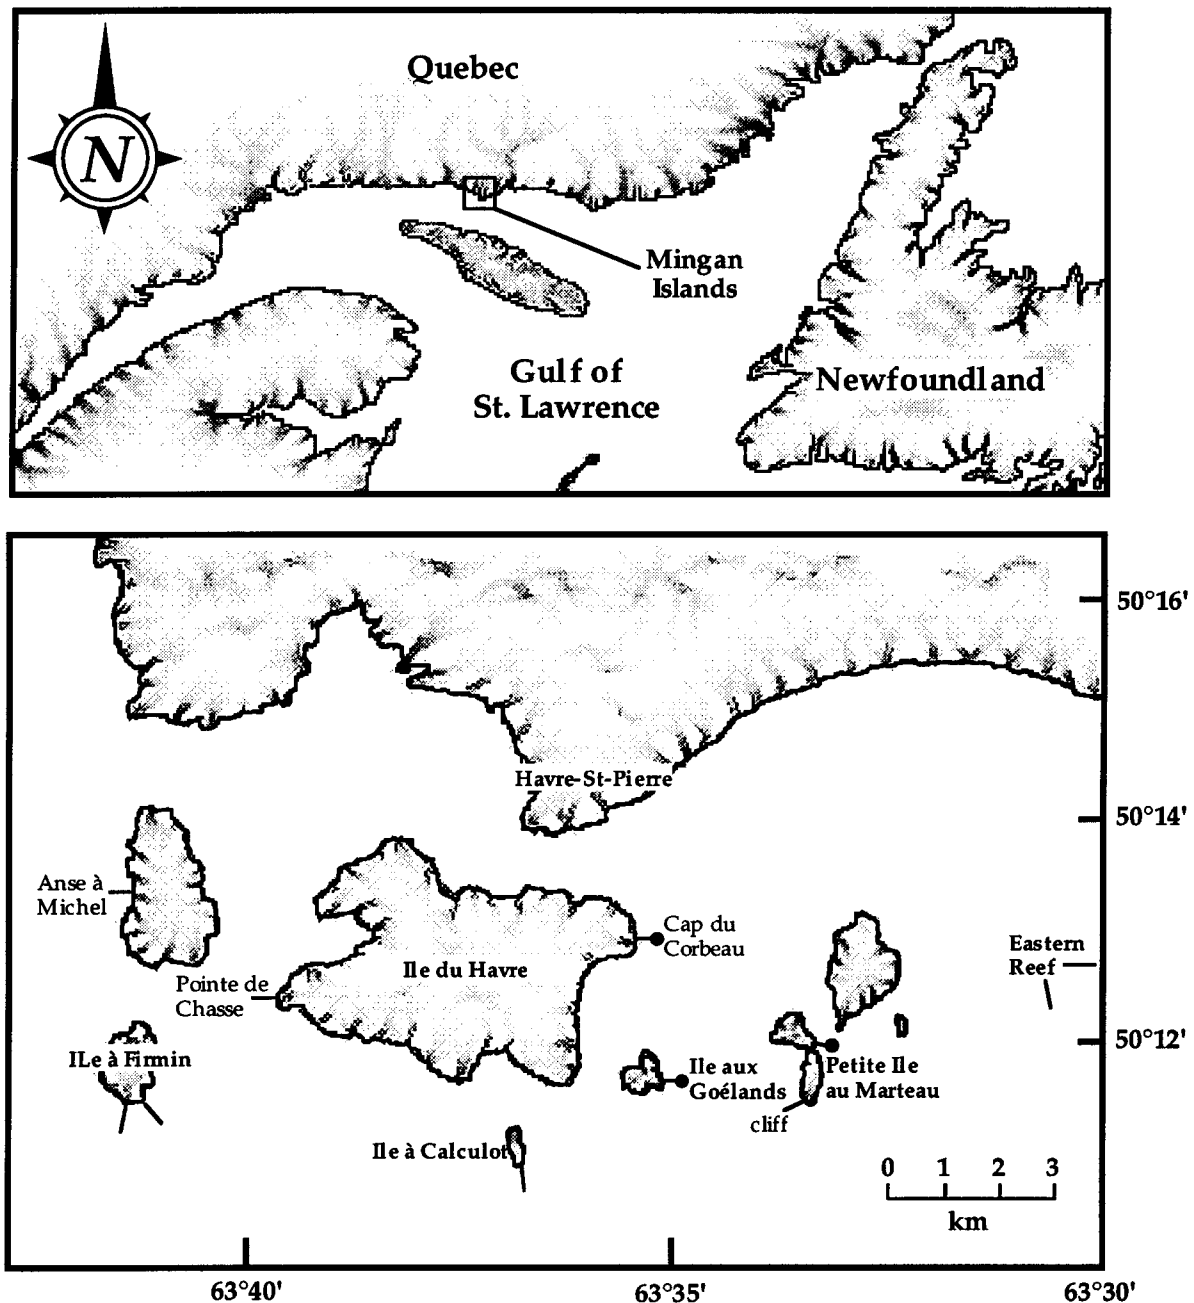 Quebec
N
Mingan
Islands
Gulf of
St. Lawrence
Newfoundland
50°16'
Havre-St-Pierre
50°14'
Anse à
Michel
Cap du
Corbeau
Eastern
Reef
Ile du Havre
Pointe de
Chasse
50°12'
ILe à Firmin
Ile aux
Goélands
Petite Ile
au Marteau
cliff
Ile à Calculot
0 1 2 3
km
63°40'
63°35'
63°30'